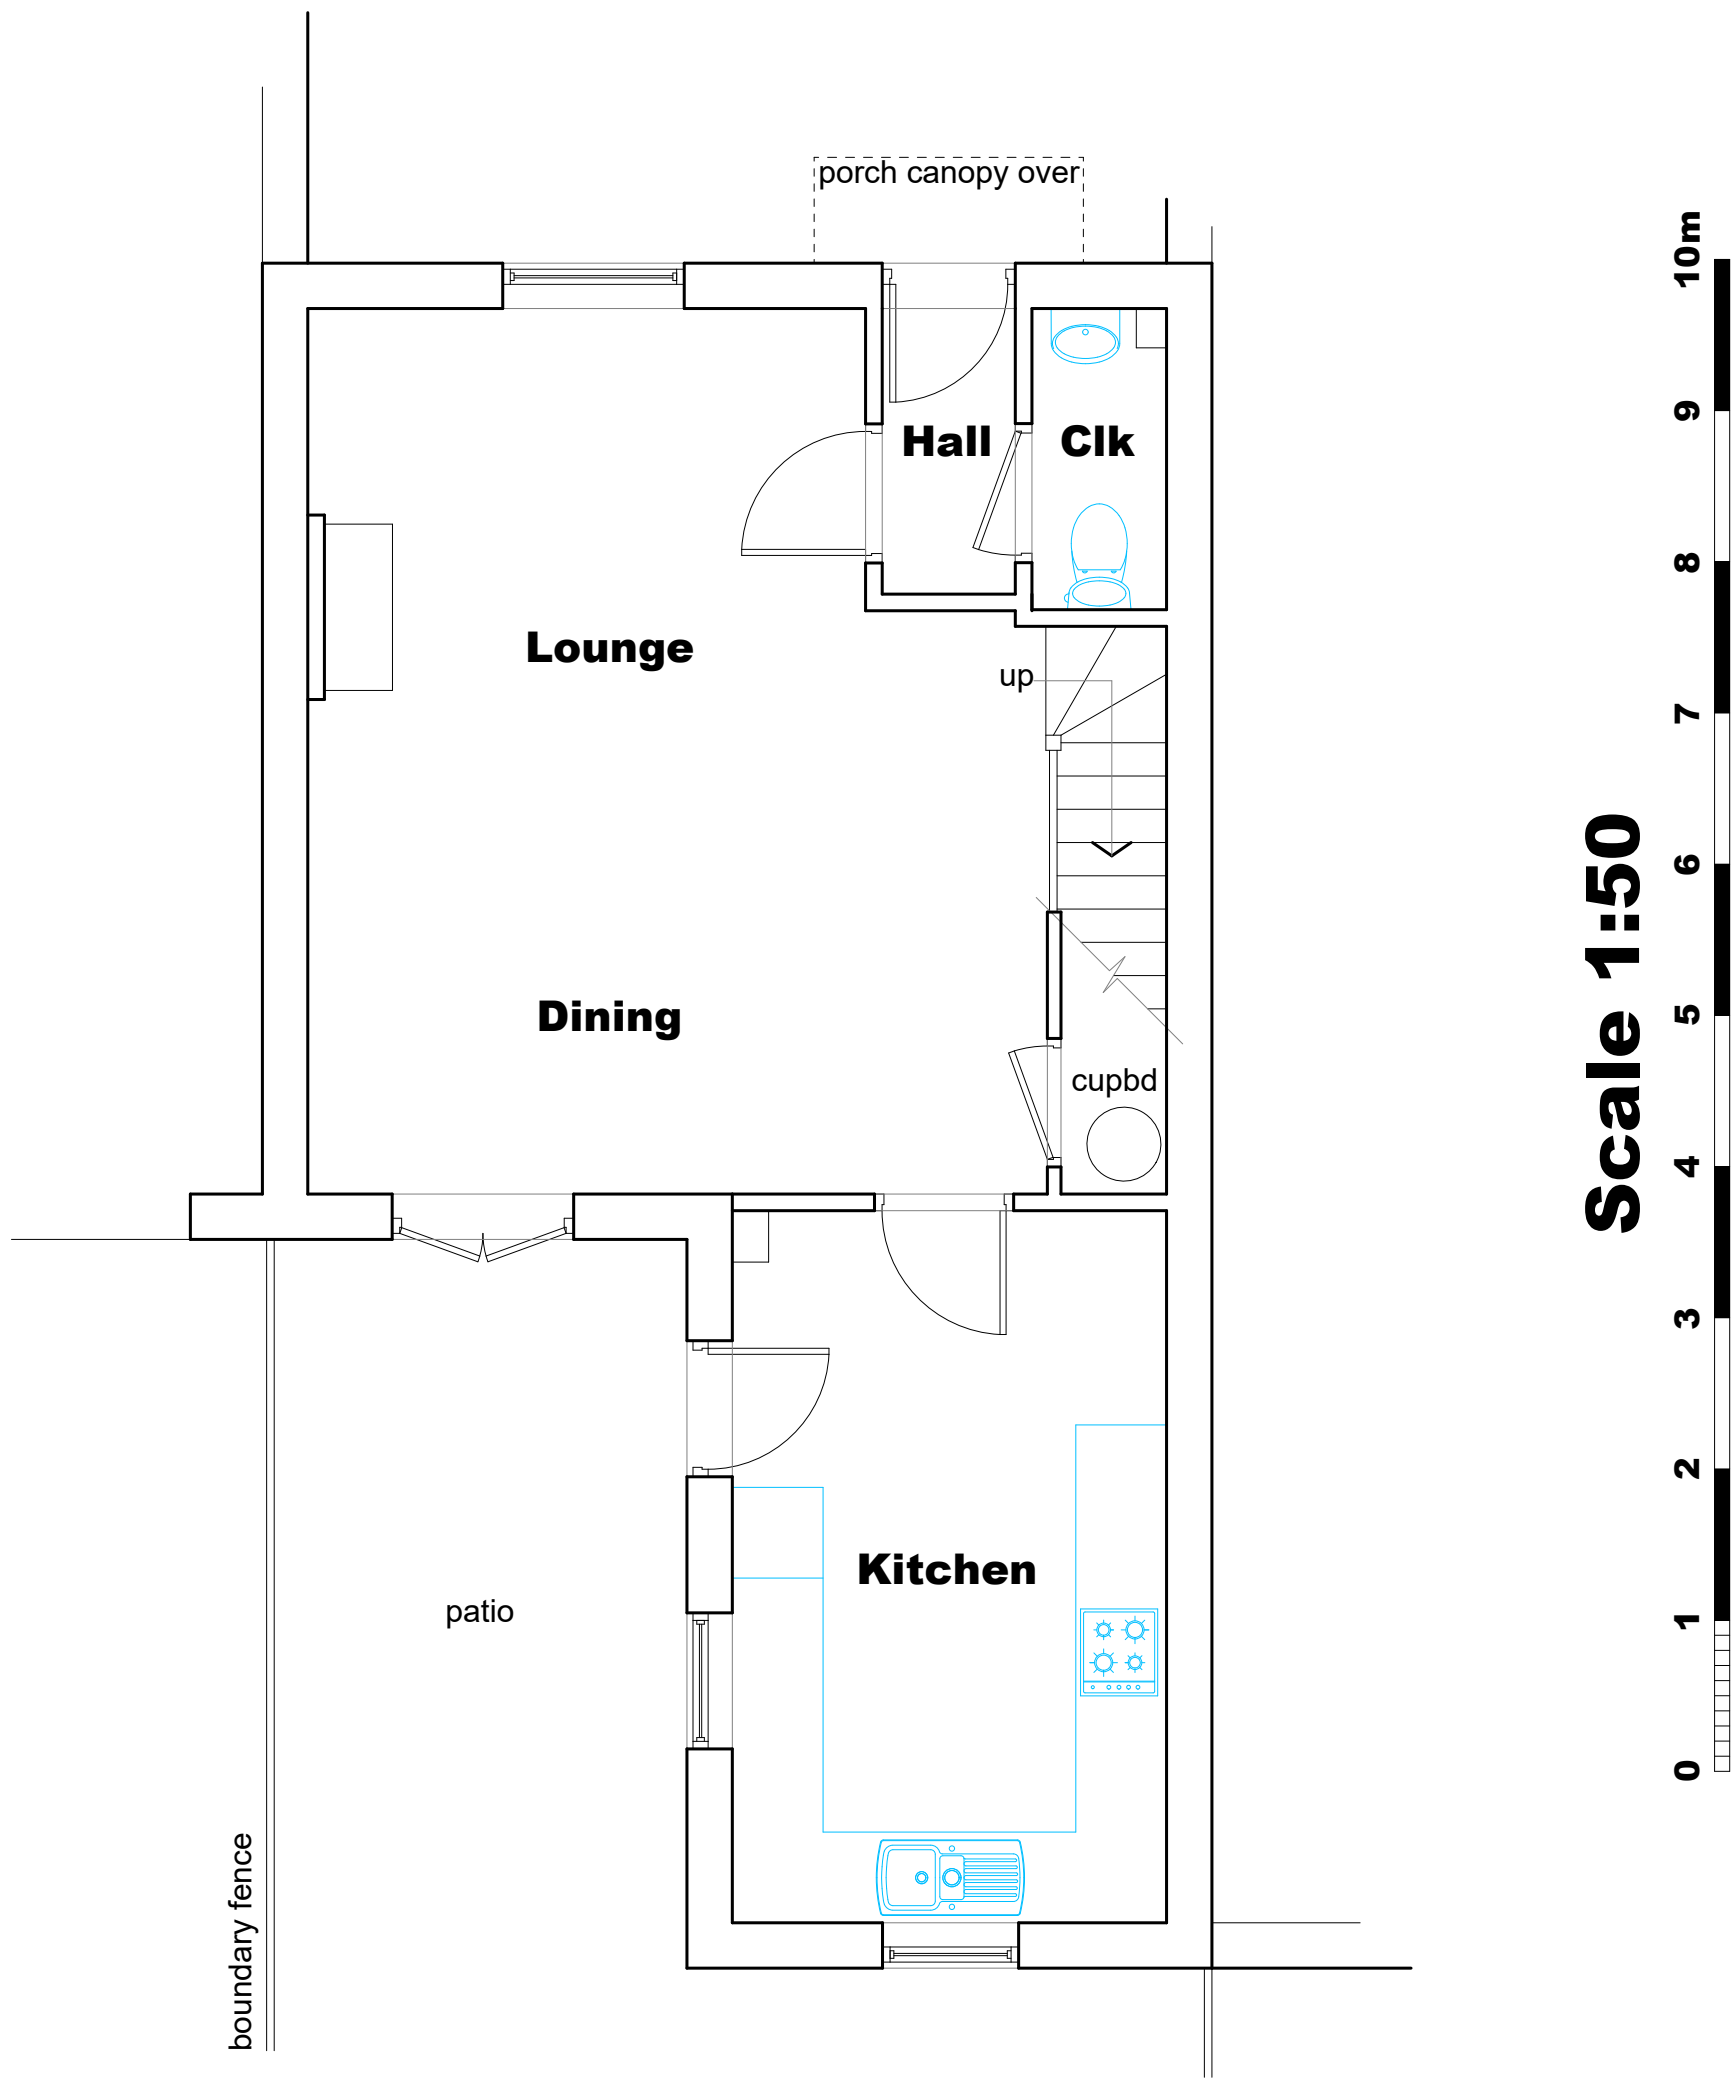 porch canopy over
Hall
Clk
Lounge
up
Dining
cupbd
Kitchen
patio
boundary fence
Scale 1:50
10m
9
8
7
6
5
4
3
2
1
0